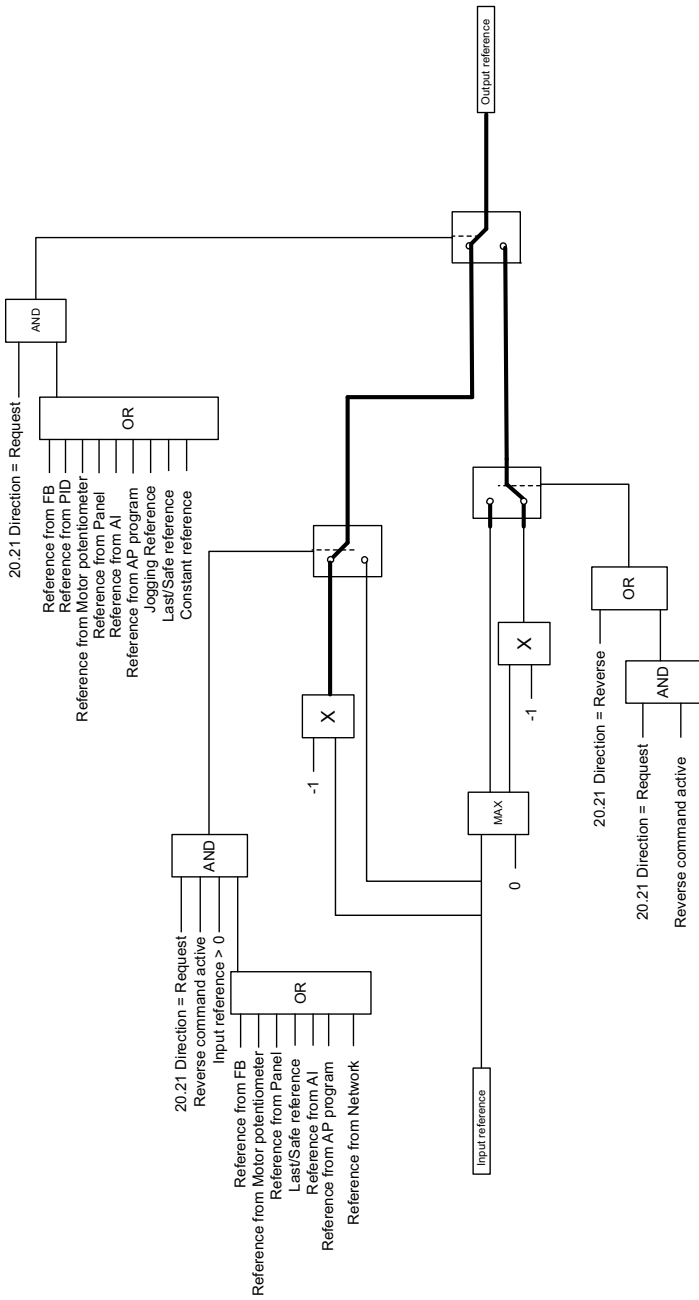 20.21 Direction = Request
AND
Reference from FB
Reference from PID
Reference from Motor potentiometer
Reference from Panel
Reference from AI
Reference from AP program
Jogging Reference
Last/Safe reference
Constant reference
OR
20.21 Direction = Request
Reverse command active
Input reference > 0
AND
Reference from FB
Reference from Motor potentiometer
Reference from Panel
Last/Safe reference
Reference from AI
Reference from AP program
Reference from Network
OR
-1
X
Input reference
MAX
0
X
-1
20.21 Direction = Reverse
OR
20.21 Direction = Request
Reverse command active
AND
Output reference